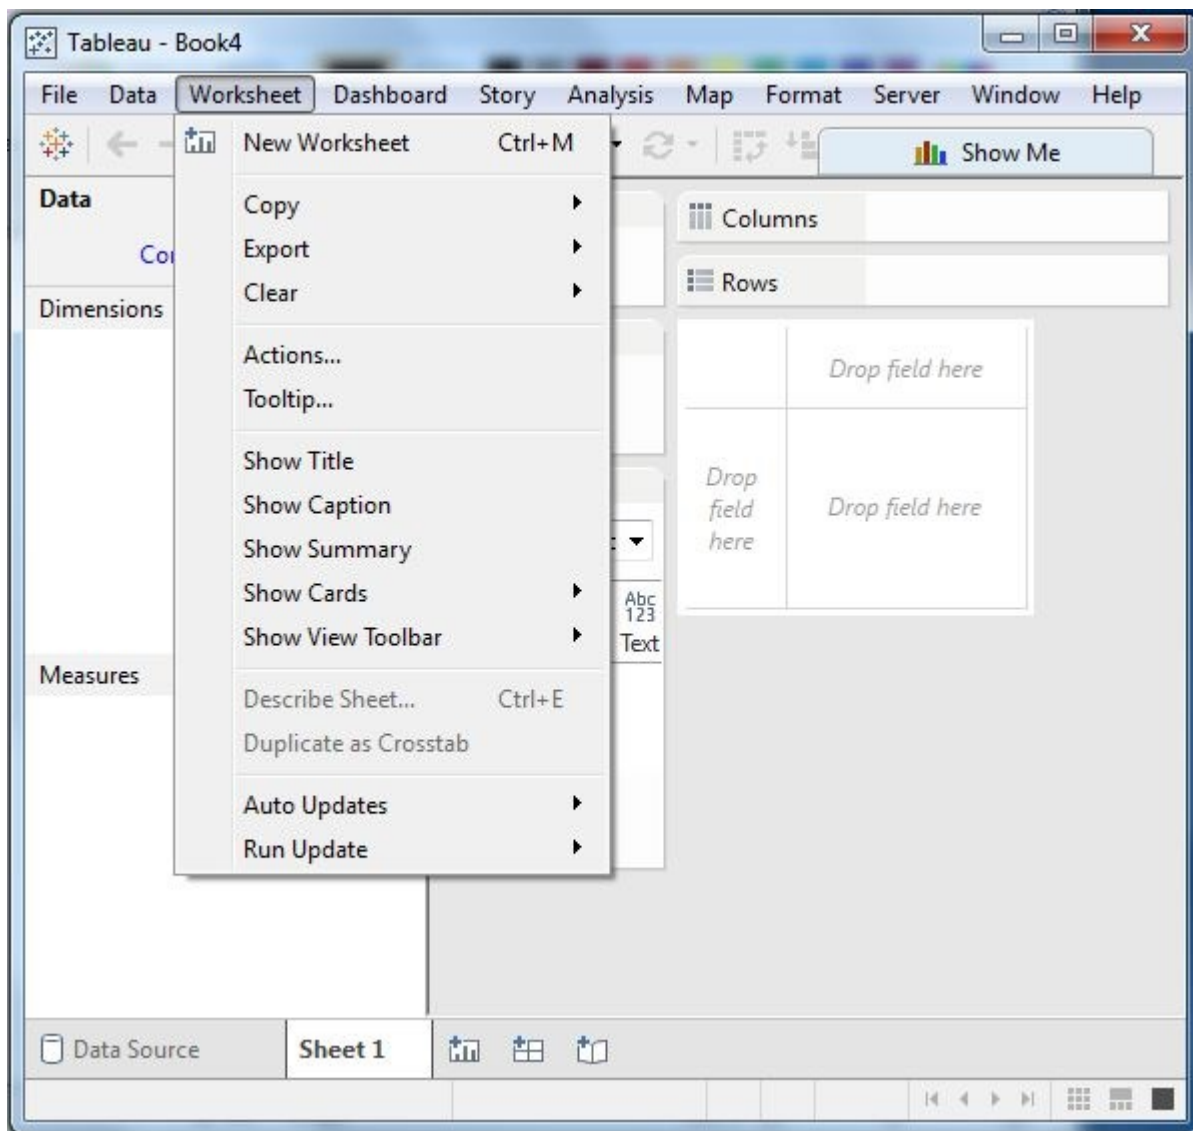 Tableau - Book4
File Data Worksheet Dashboard Story Analysis Map Format Server Window Help
New Worksheet Ctrl+M
Show Me
Data
Copy
Columns
Export
Clear
Rows
Dimensions
Actions...
Tooltip...
Drop field here
Show Title
Show Caption
Show Summary
Show Cards
Show View Toolbar
Drop
field
here
Drop field here
Abc
123
Text
Measures
Describe Sheet... Ctrl+E
Duplicate as Crosstab
Auto Updates
Run Update
Data Source Sheet 1